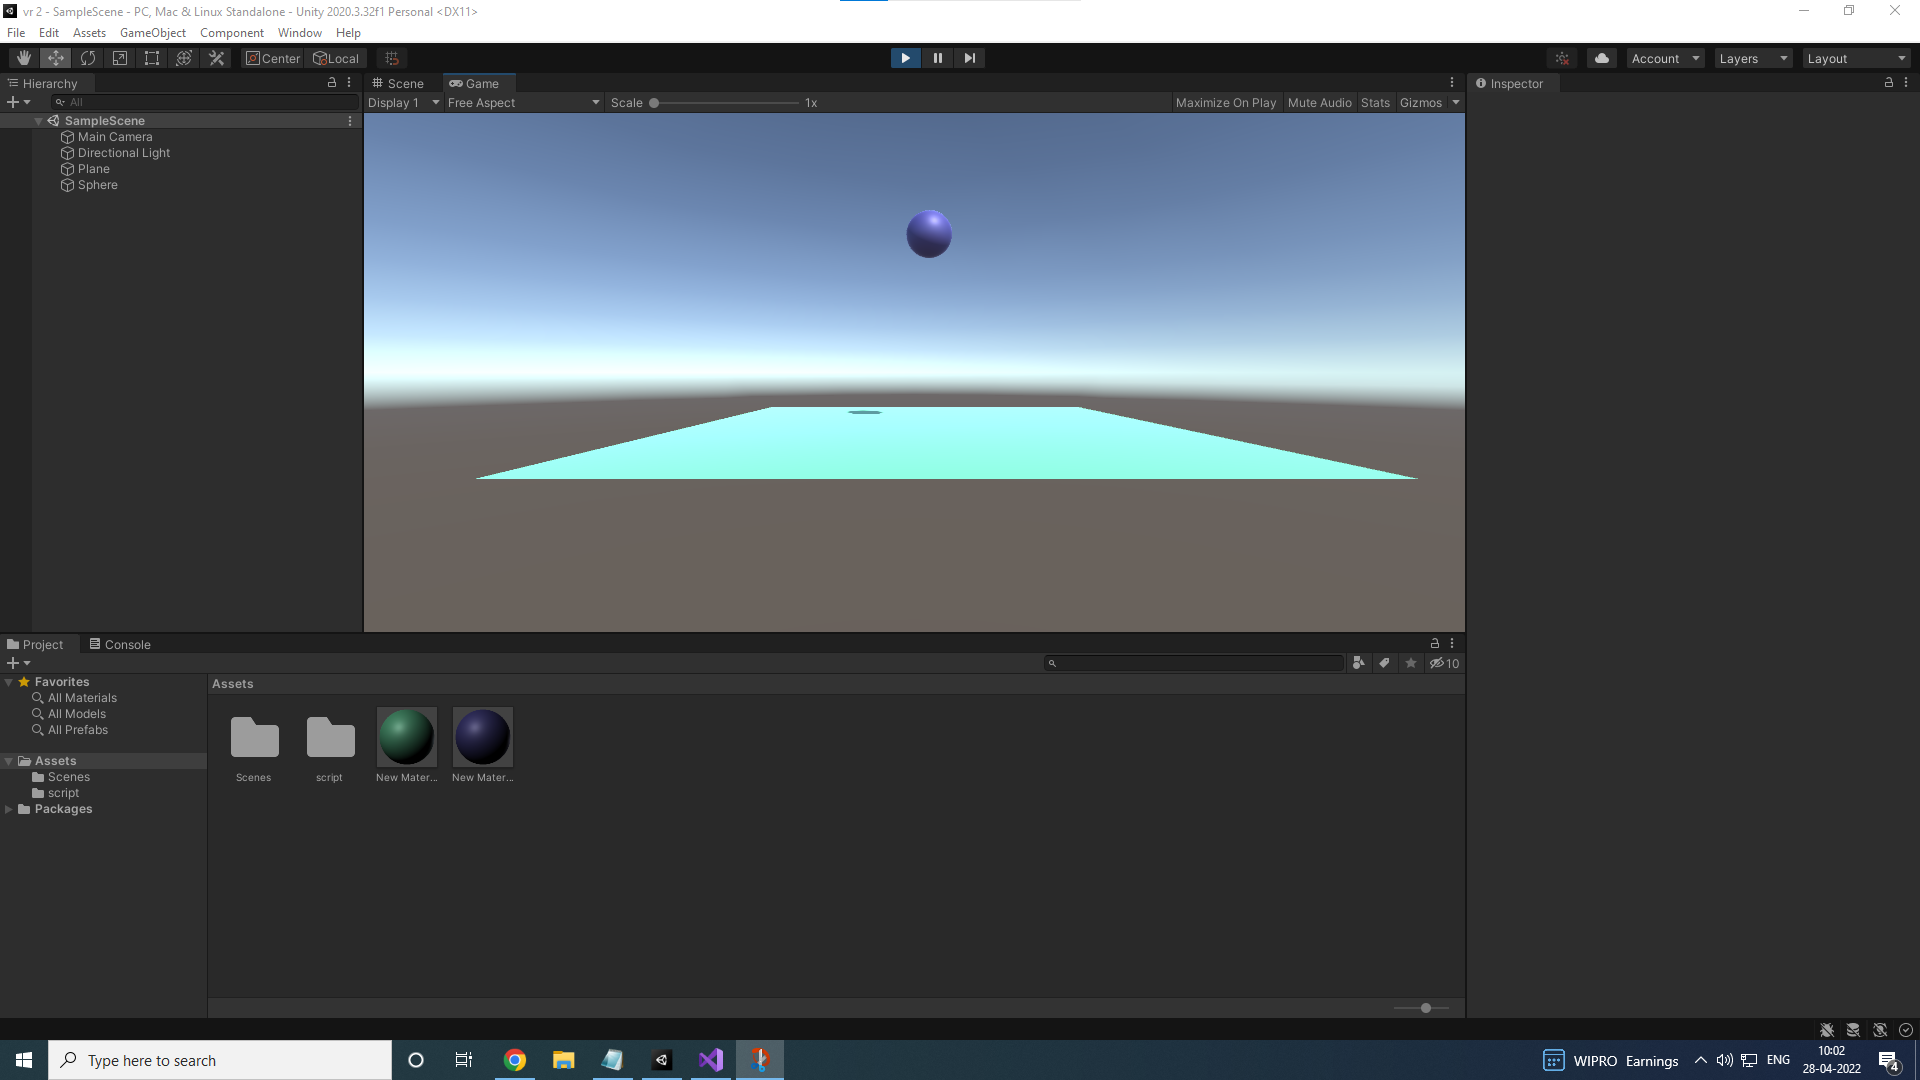 vr 2 - SampleScene - PC, Mac & Linux Standalone - Unity 2020.3.32f1 Personal <DX11>
File Edit Assets GameObject Component Window Help
Center Local Account Layers Layout
Hierarchy
All
SampleScene
Main Camera
Directional Light
Plane
Sphere
Scene Game
Display 1 Free Aspect Scale 1x Maximize On Play Mute Audio Stats Gizmos
Inspector
Project Console
10
Favorites
All Materials
All Models
All Prefabs
Assets
Scenes
script
Packages
Assets
Scenes script New Mater... New Mater...
Type here to search
WIPRO Earnings
ENG
10:02
28-04-2022
4